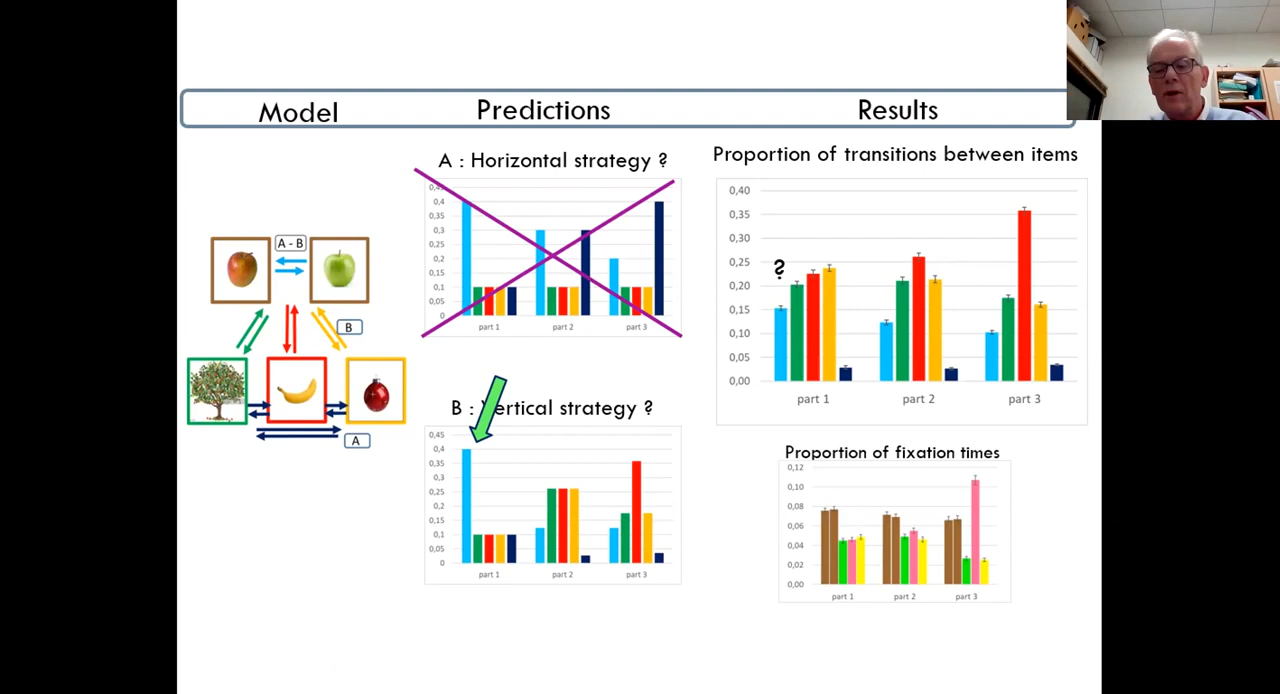 Model
Predictions
Results
A : Horizontal strategy ?
Proportion of transitions between items
0,4
0,35
0,3
0,25
0,2
0,15
0,1
0,05
0
part 1
part 2
part 3
A - B
B
A
B : Vertical strategy ?
0,45
0,4
0,35
0,3
0,25
0,2
0,15
0,1
0,05
0
part 1
part 2
part 3
0,40
0,35
0,30
0,25
0,20
0,15
0,10
0,05
0,00
?
part 1
part 2
part 3
Proportion of fixation times
0,12
0,10
0,08
0,06
0,04
0,02
0,00
part 1
part 2
part 3